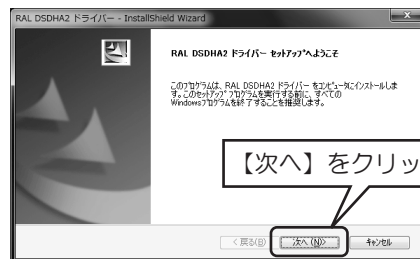 RAL DSDHA2 ドライバー - InstallShield Wizard
RAL DSDHA2 ドライバー セットアップへようこそ
このプログラムは、RAL DSDHA2 ドライバー をコンピュータにインストールしま
す。このセットアップ プログラムを実行する前に、すべての
Windowsプログラムを終了することを推奨します。
【次へ】をクリッ
< 戻る(B)
次へ(N)>
キャンセル